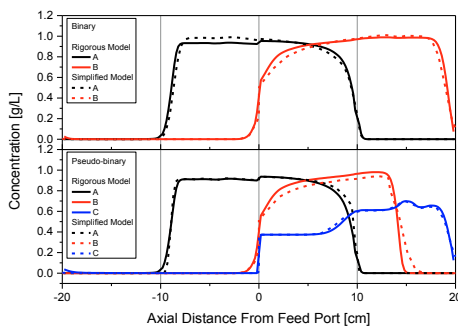 1.2
1.0
0.8
0.6
0.4
0.2
0.0
Binary
Rigorous Model
A
B
Simplified Model
A
B
1.2
1.0
0.8
0.6
0.4
0.2
0.0
Pseudo-binary
Rigorous Model
A
B
C
Simplified Model
A
B
C
-20 -10 0 10 20
Concentration [g/L]
Axial Distance From Feed Port [cm]